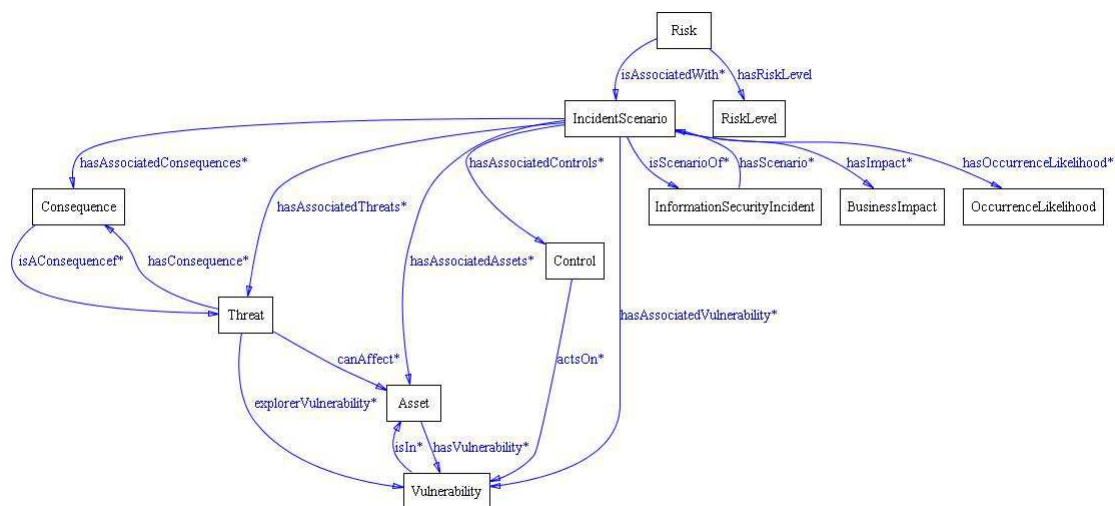 Risk
isAssociatedWith*
hasRiskLevel
IncidentScenario
RiskLevel
hasAssociatedConsequences*
hasAssociatedControls*
isScenarioOf*
hasScenario*
hasImpact*
hasOccurrenceLikelihood*
Consequence
hasAssociatedThreats*
InformationSecurityIncident
BusinessImpact
OccurrenceLikelihood
isAConsequencef*
hasConsequence*
hasAssociatedAssets*
Control
Threat
hasAssociatedVulnerability*
canAffect*
actsOn*
explorerVulnerability*
Asset
isIn*
hasVulnerability*
Vulnerability